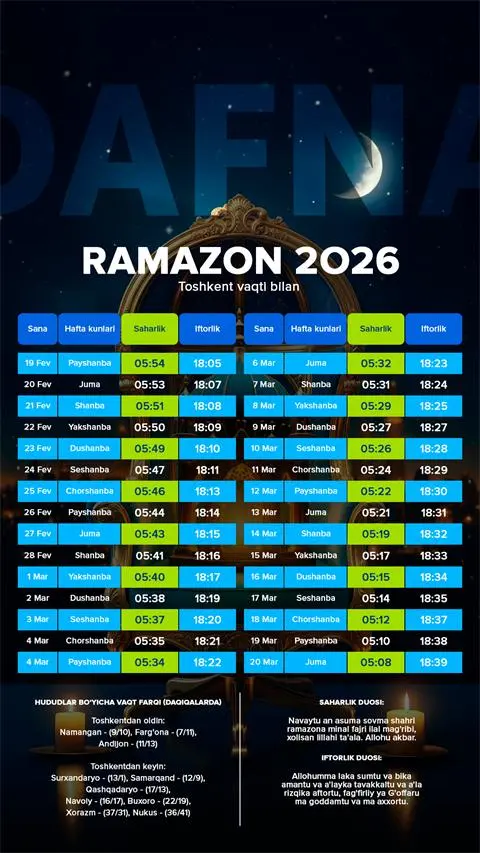 DAFNA
RAMAZON 2026
Toshkent vaqti bilan
Sana Hafta kunlari Saharlik Iftorlik Sana Hafta kunlari Saharlik Iftorlik
19 Fev Payshanba 05:54 18:05 6 Mar Juma 05:32 18:23
20 Fev Juma 05:53 18:07 7 Mar Shanba 05:31 18:24
21 Fev Shanba 05:51 18:08 8 Mar Yakshanba 05:29 18:25
22 Fev Yakshanba 05:50 18:09 9 Mar Dushanba 05:27 18:27
23 Fev Dushanba 05:49 18:10 10 Mar Seshanba 05:26 18:28
24 Fev Seshanba 05:47 18:11 11 Mar Chorshanba 05:24 18:29
25 Fev Chorshanba 05:46 18:13 12 Mar Payshanba 05:22 18:30
26 Fev Payshanba 05:44 18:14 13 Mar Juma 05:21 18:31
27 Fev Juma 05:43 18:15 14 Mar Shanba 05:19 18:32
28 Fev Shanba 05:41 18:16 15 Mar Yakshanba 05:17 18:33
1 Mar Yakshanba 05:40 18:17 16 Mar Dushanba 05:15 18:34
2 Mar Dushanba 05:38 18:19 17 Mar Seshanba 05:14 18:35
3 Mar Seshanba 05:37 18:20 18 Mar Chorshanba 05:12 18:37
4 Mar Chorshanba 05:35 18:21 19 Mar Payshanba 05:10 18:38
4 Mar Payshanba 05:34 18:22 20 Mar Juma 05:08 18:39
HUDUDLAR BO'YICHA VAQT FARQI (DAQIQALARDA)
Toshkentdan oldin:
Namangan - (9/10), Farg'ona - (7/11),
Andijon - (11/13)
Toshkentdan keyin:
Surxandaryo - (13/1), Samarqand - (12/9),
Qashqadaryo - (17/13),
Navoiy - (16/17), Buxoro - (22/19),
Xorazm - (37/31), Nukus - (36/41)
SAHARLIK DUOSI:
Navaytu an asuma sovma shahri
ramazona minal fajri ilal mag'ribi,
xolisan lillahi ta'ala. Allohu akbar.
IFTORLIK DUOSI:
Allohumma laka sumtu va bika
amantu va a'layka tavakkaltu va a'la
rizqika aftortu, fag'firliy ya G'offaru
ma qoddamtu va ma axxortu.